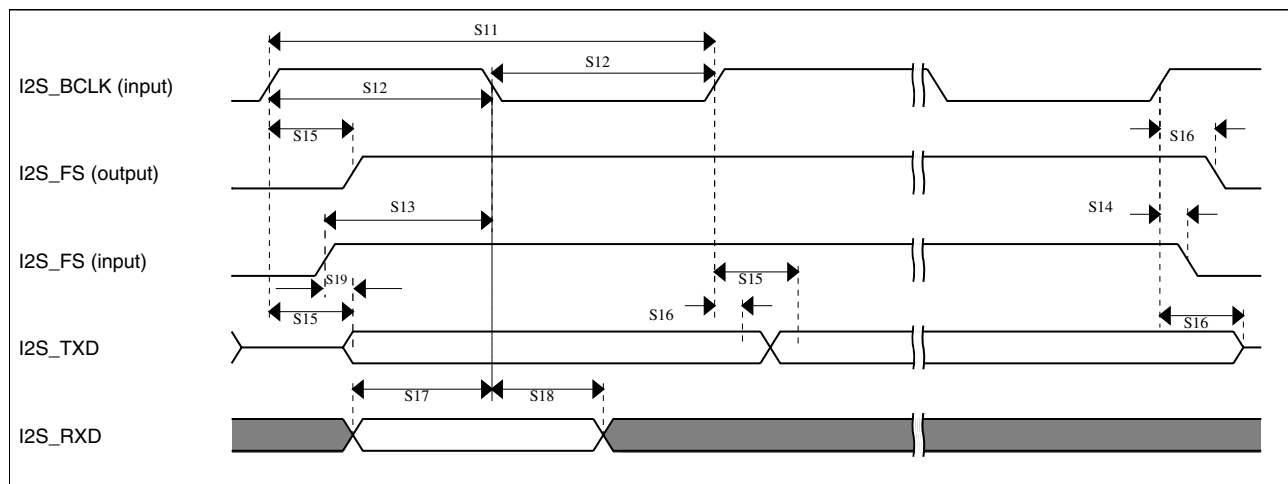 S11
I2S_BCLK (input)
S12
S12
S15
S16
I2S_FS (output)
S13
S14
I2S_FS (input)
S19
S15
S15
S16
S16
I2S_TXD
S17
S18
I2S_RXD